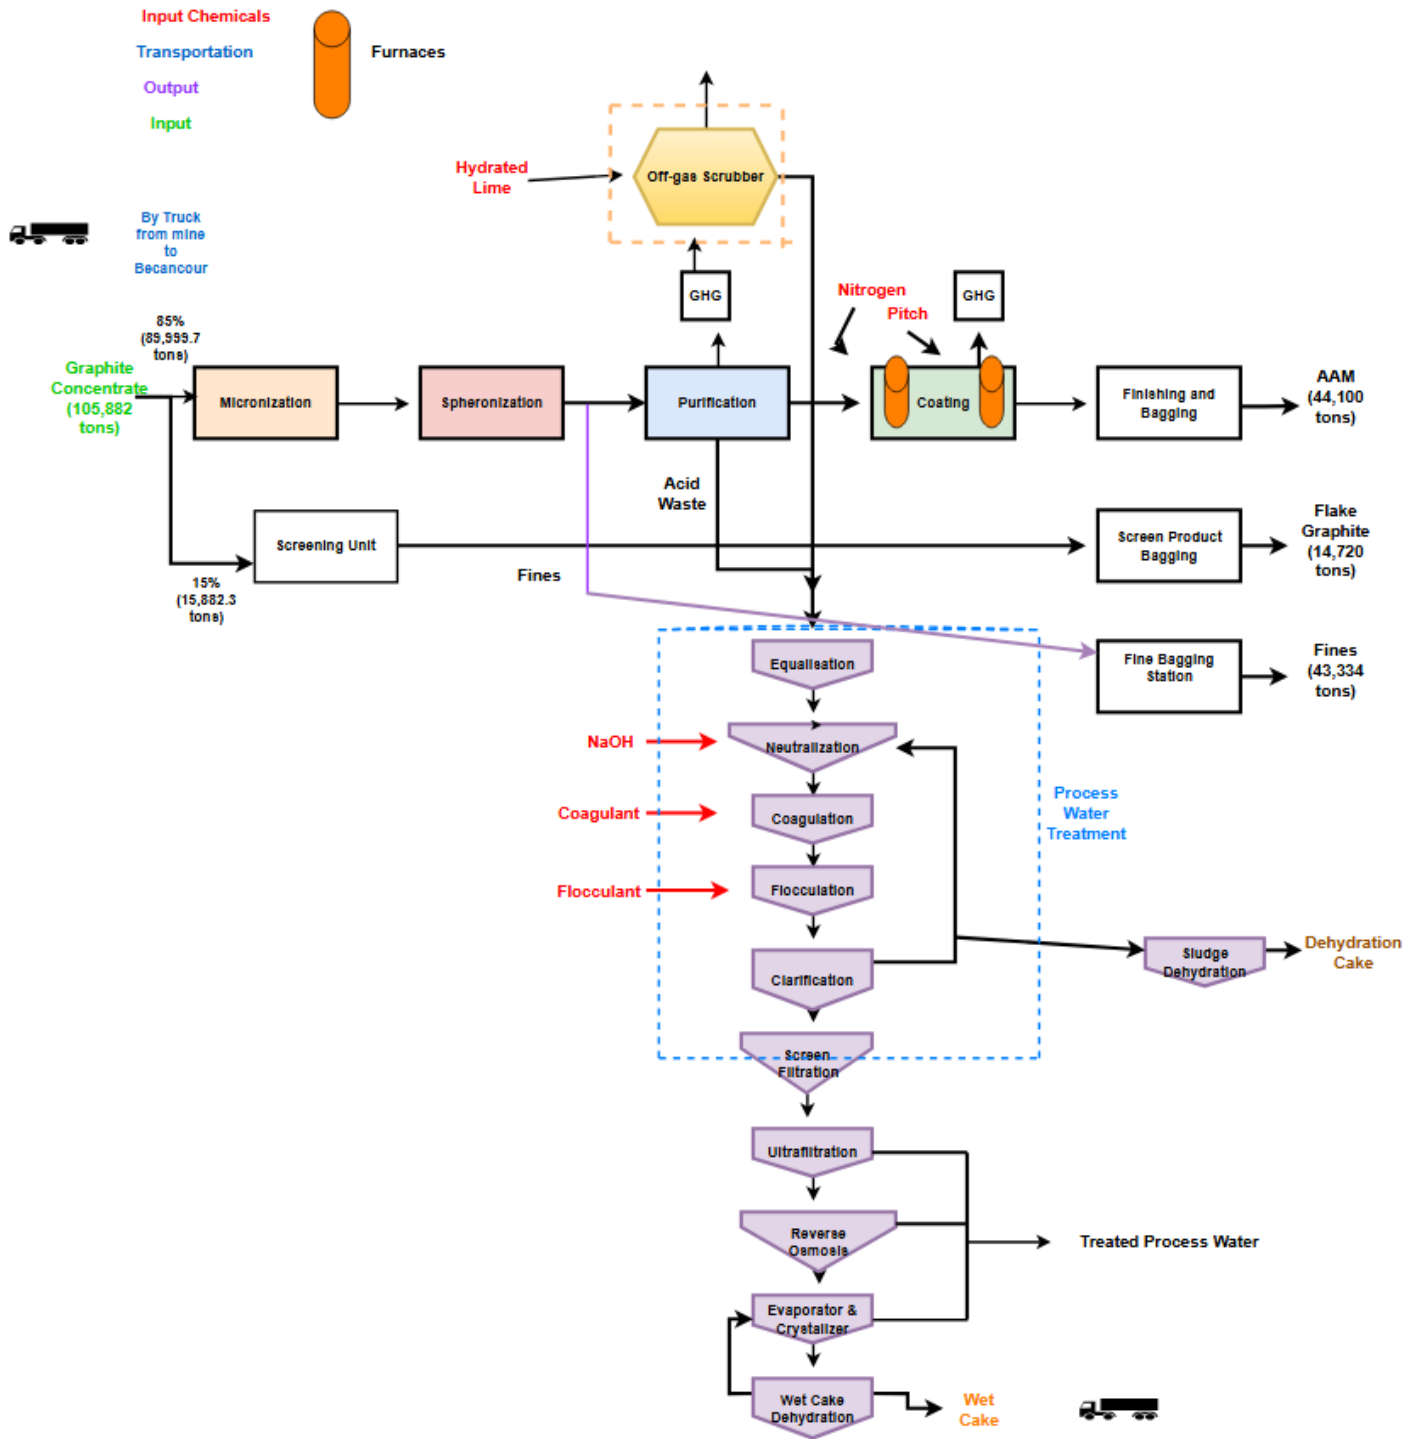 Input Chemicals
Transportation
Output
Input
Furnaces
Hydrated
Lime
Off-gas Scrubber
By Truck
from mine
to
Becancour
GHG
Nitrogen
Pitch
GHG
85%
(89,999.7
tons)
Graphite
Concentrate
(105,882
tons)
Micronization
Spheronization
Purification
Coating
Finishing and
Bagging
AAM
(44,100
tons)
Acid
Waste
Screening Unit
Screen Product
Bagging
Flake
Graphite
(14,720
tons)
15%
(15,882.3
tons)
Fines
Equalisation
Fine Bagging
Station
Fines
(43,334
tons)
NaOH
Neutralization
Process
Water
Treatment
Coagulant
Coagulation
Flocculant
Flocculation
Clarification
Sludge
Dehydration
Dehydration
Cake
Screen
Filtration
Ultrafiltration
Reverse
Osmosis
Treated Process Water
Evaporator &
Crystalizer
Wet Cake
Dehydration
Wet
Cake